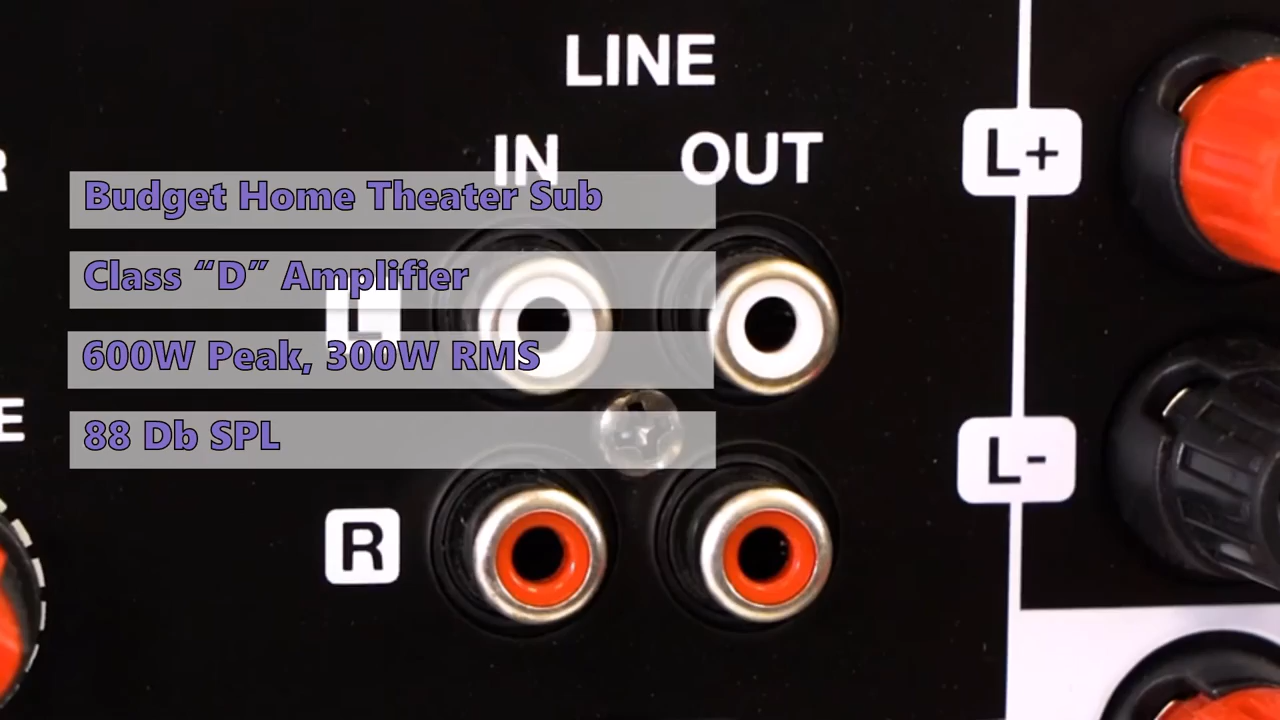 LINE
IN OUT
L+
R
Budget Home Theater Sub
Class “D” Amplifier
L
600W Peak, 300W RMS
E
88 Db SPL
L-
R